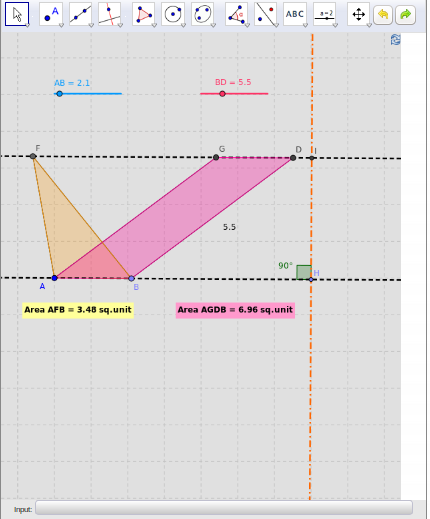 A
ABC
a=2
AB = 2.1
BD = 5.5
F
G
D
I
5.5
90°
H
A
B
Area AFB = 3.48 sq.unit
Area AGDB = 6.96 sq.unit
Input: